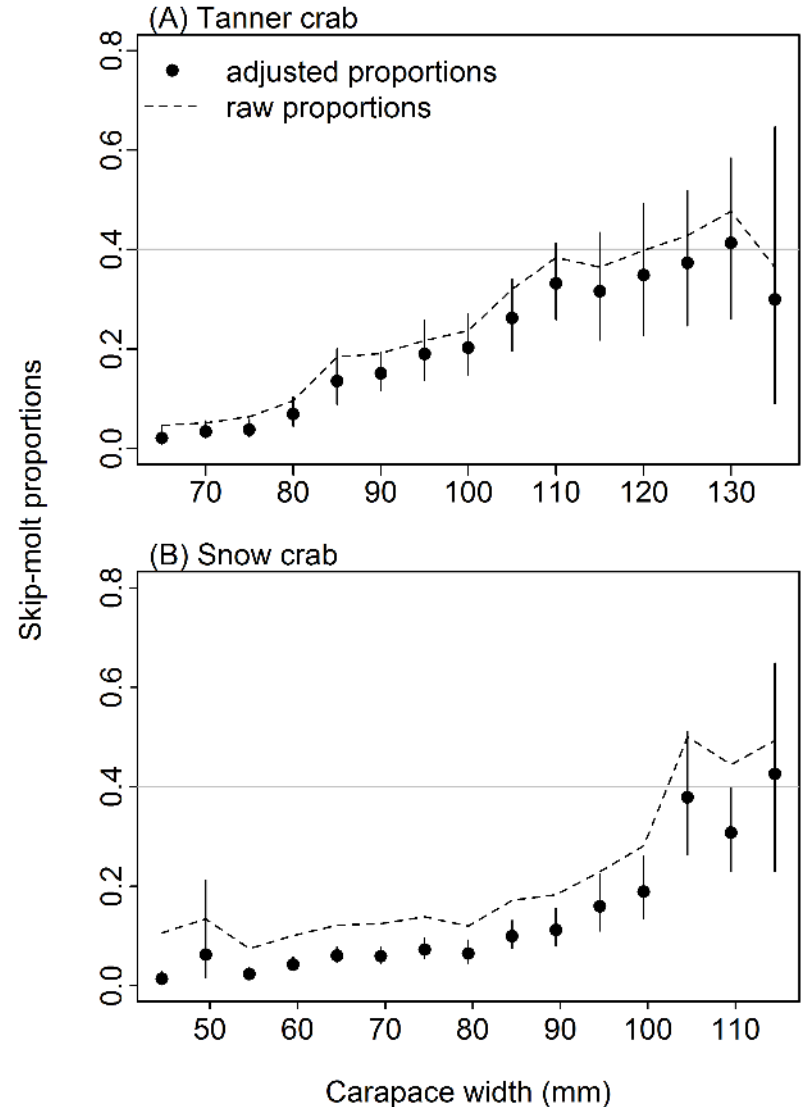 (A) Tanner crab
adjusted proportions
raw proportions
0.8
0.6
0.4
0.2
0.0
70 80 90 100 110 120 130
Skip-molt proportions
(B) Snow crab
0.8
0.6
0.4
0.2
0.0
50 60 70 80 90 100 110
Carapace width (mm)